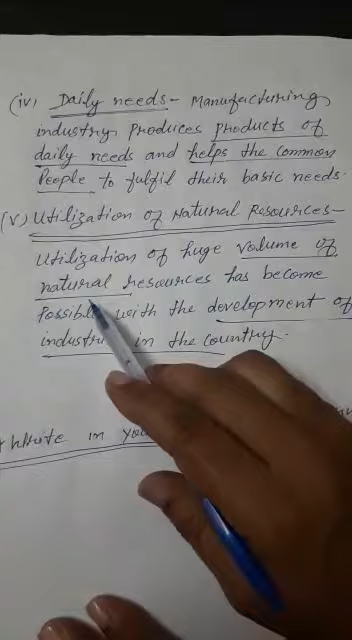 (iv) Daily needs - Manufacturing
industry produces products of
daily needs and helps the common
People to fulfil their basic needs.
(v) Utilization of Natural Resources -
Utilization of huge volume of
natural resources has become
Possible with the development of
industri in the country.
in